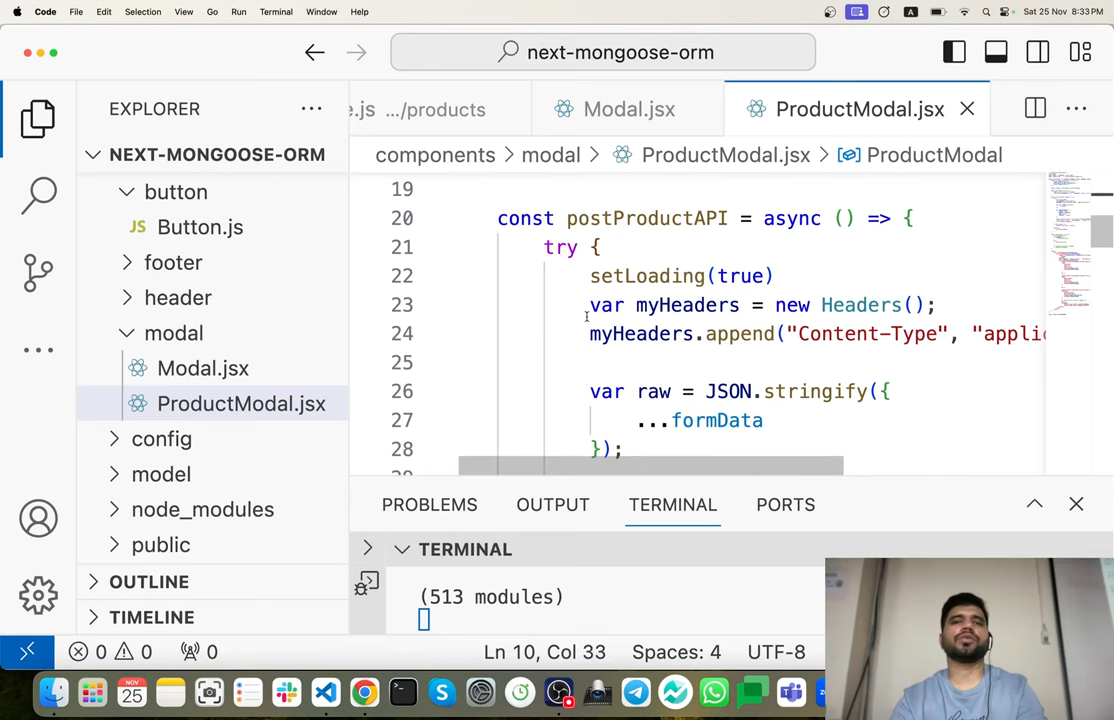 Code File Edit Selection View Go Run Terminal Window Help
A Sat 25 Nov 8:33 PM
next-mongoose-orm
EXPLORER
e.js .../products Modal.jsx ProductModal.jsx
NEXT-MONGOOSE-ORM
components modal ProductModal.jsx ProductModal
button
JS Button.js
footer
header
modal
Modal.jsx
ProductModal.jsx
config
model
node_modules
public
OUTLINE
TIMELINE
19
20 const postProductAPI = async () => {
21 try {
22 setLoading(true)
23 var myHeaders = new Headers();
24 myHeaders.append("Content-Type", "applic
25
26 var raw = JSON.stringify({
27 ...formData
28 });
PROBLEMS OUTPUT TERMINAL PORTS
TERMINAL
(513 modules)
0 0 0 Ln 10, Col 33 Spaces: 4 UTF-8
NOV
25